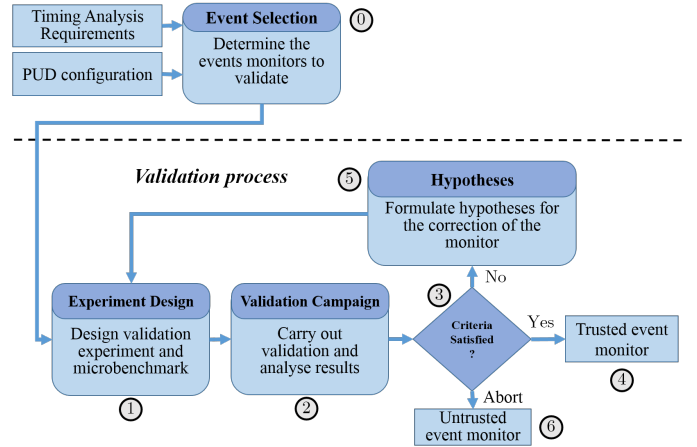 Timing Analysis
Requirements
PUD configuration
Event Selection
Determine the
events monitors to
validate
0
Validation process
5
Hypotheses
Formulate hypotheses for
the correction of the
monitor
No
Experiment Design
Design validation
experiment and
microbenchmark
1
Validation Campaign
Carry out
validation and
analyse results
2
3
Criteria
Satisfied
?
Yes
Trusted event
monitor
4
Abort
Untrusted
event monitor
6